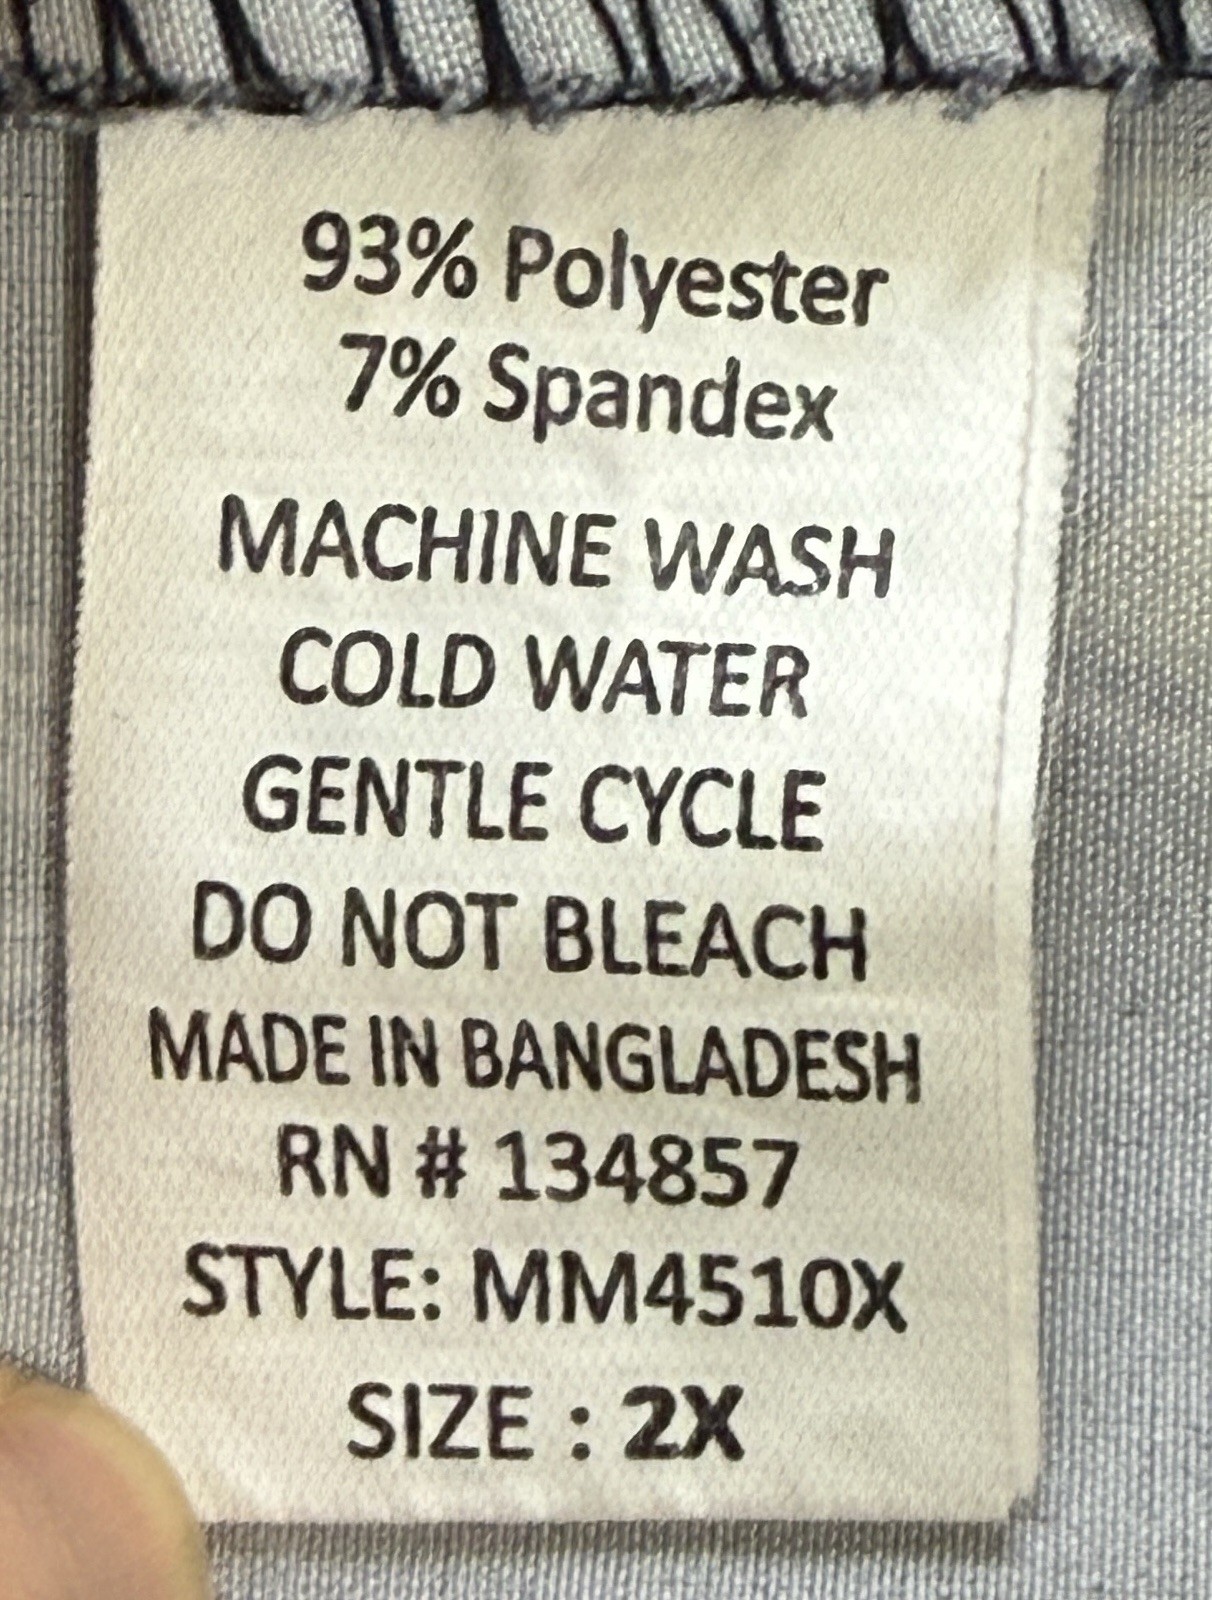 93% Polyester
7% Spandex
MACHINE WASH
COLD WATER
GENTLE CYCLE
DO NOT BLEACH
MADE IN BANGLADESH
RN # 134857
STYLE: MM4510X
SIZE : 2X